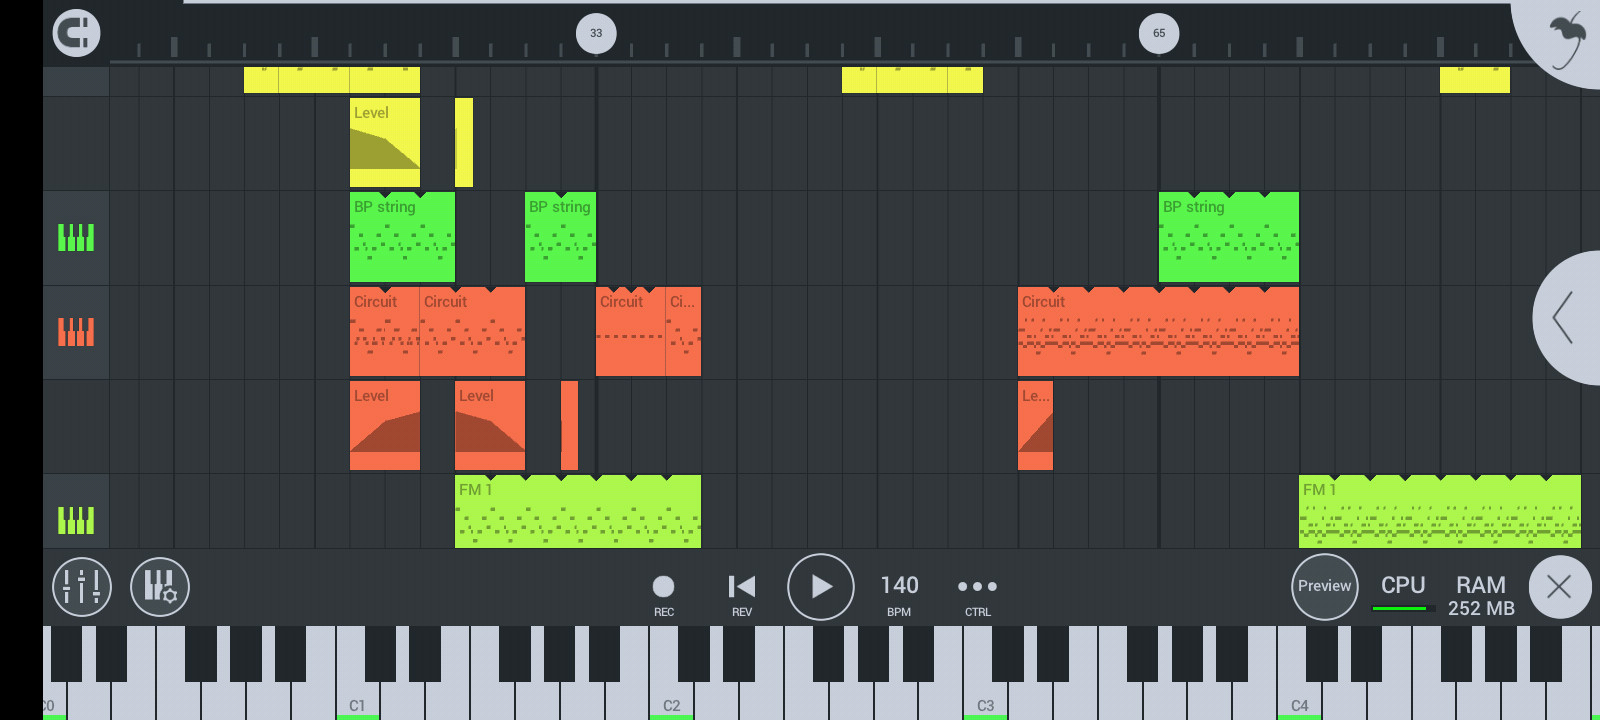 33
65
Level
BP string
BP string
BP string
Circuit
Circuit
Circuit
Ci...
Circuit
Level
Level
Le...
FM 1
FM 1
REC
REV
140
BPM
CTRL
Preview
CPU
RAM
252 MB
C0
C1
C2
C3
C4